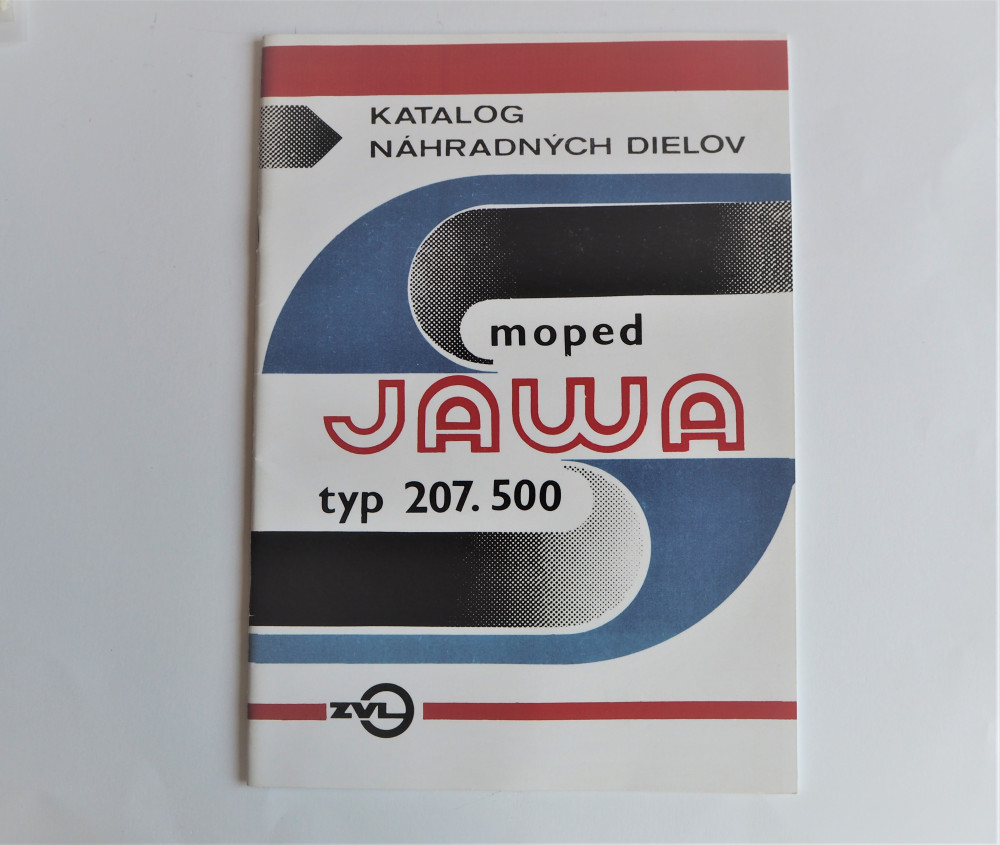 KATALOG
NÁHRADNÝCH DIELOV
moped
JAWA
typ 207. 500
ZVL